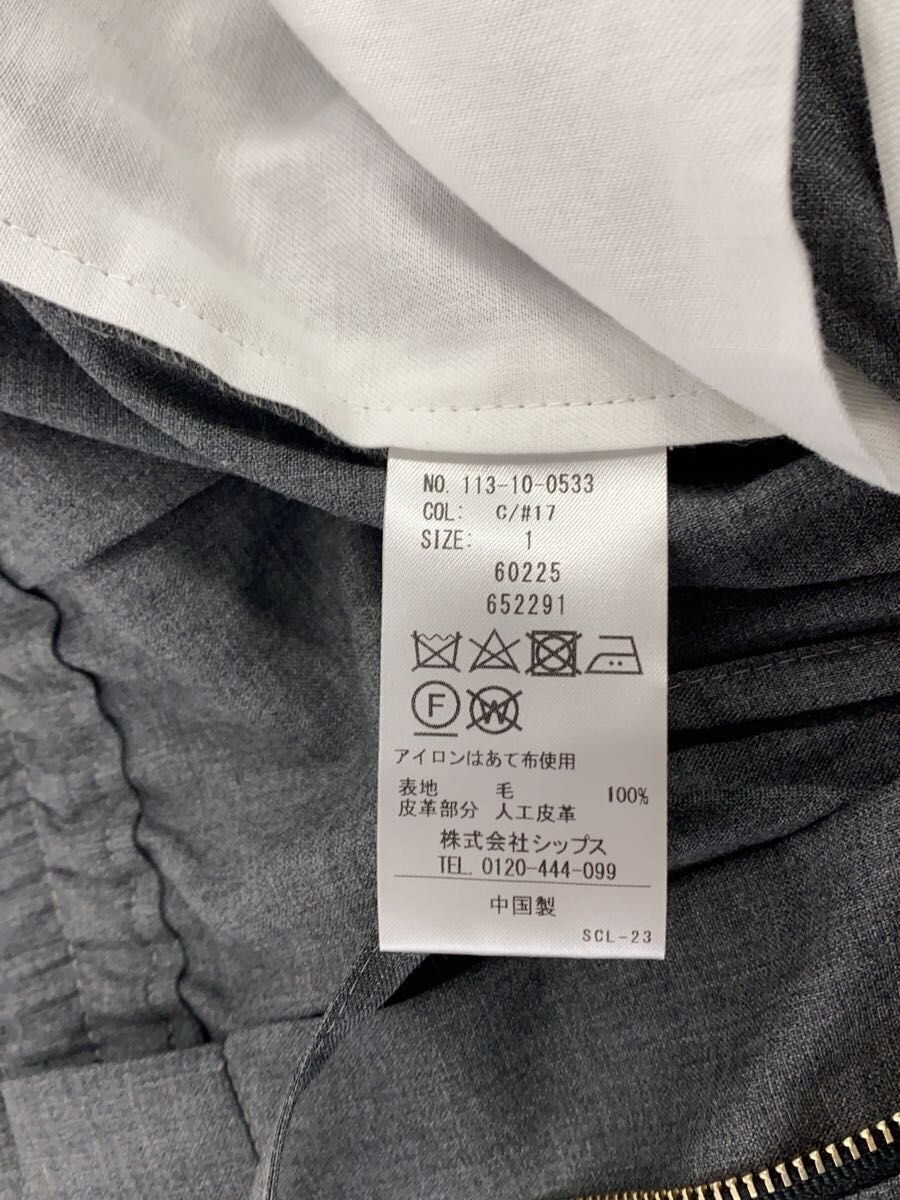 NO. 113-10-0533
COL: C/#17
SIZE: 1
60225
652291
F W
アイロンはあて布使用
表地 毛 100%
皮革部分 人工皮革
株式会社シップス
TEL. 0120-444-099
中国製
SCL-23